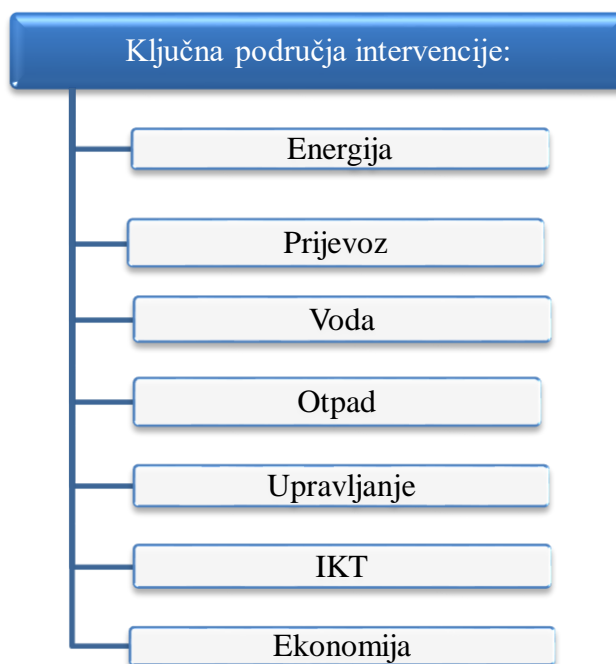 Ključna područja intervencije:
Energija
Prijevoz
Voda
Otpad
Upravljanje
IKT
Ekonomija